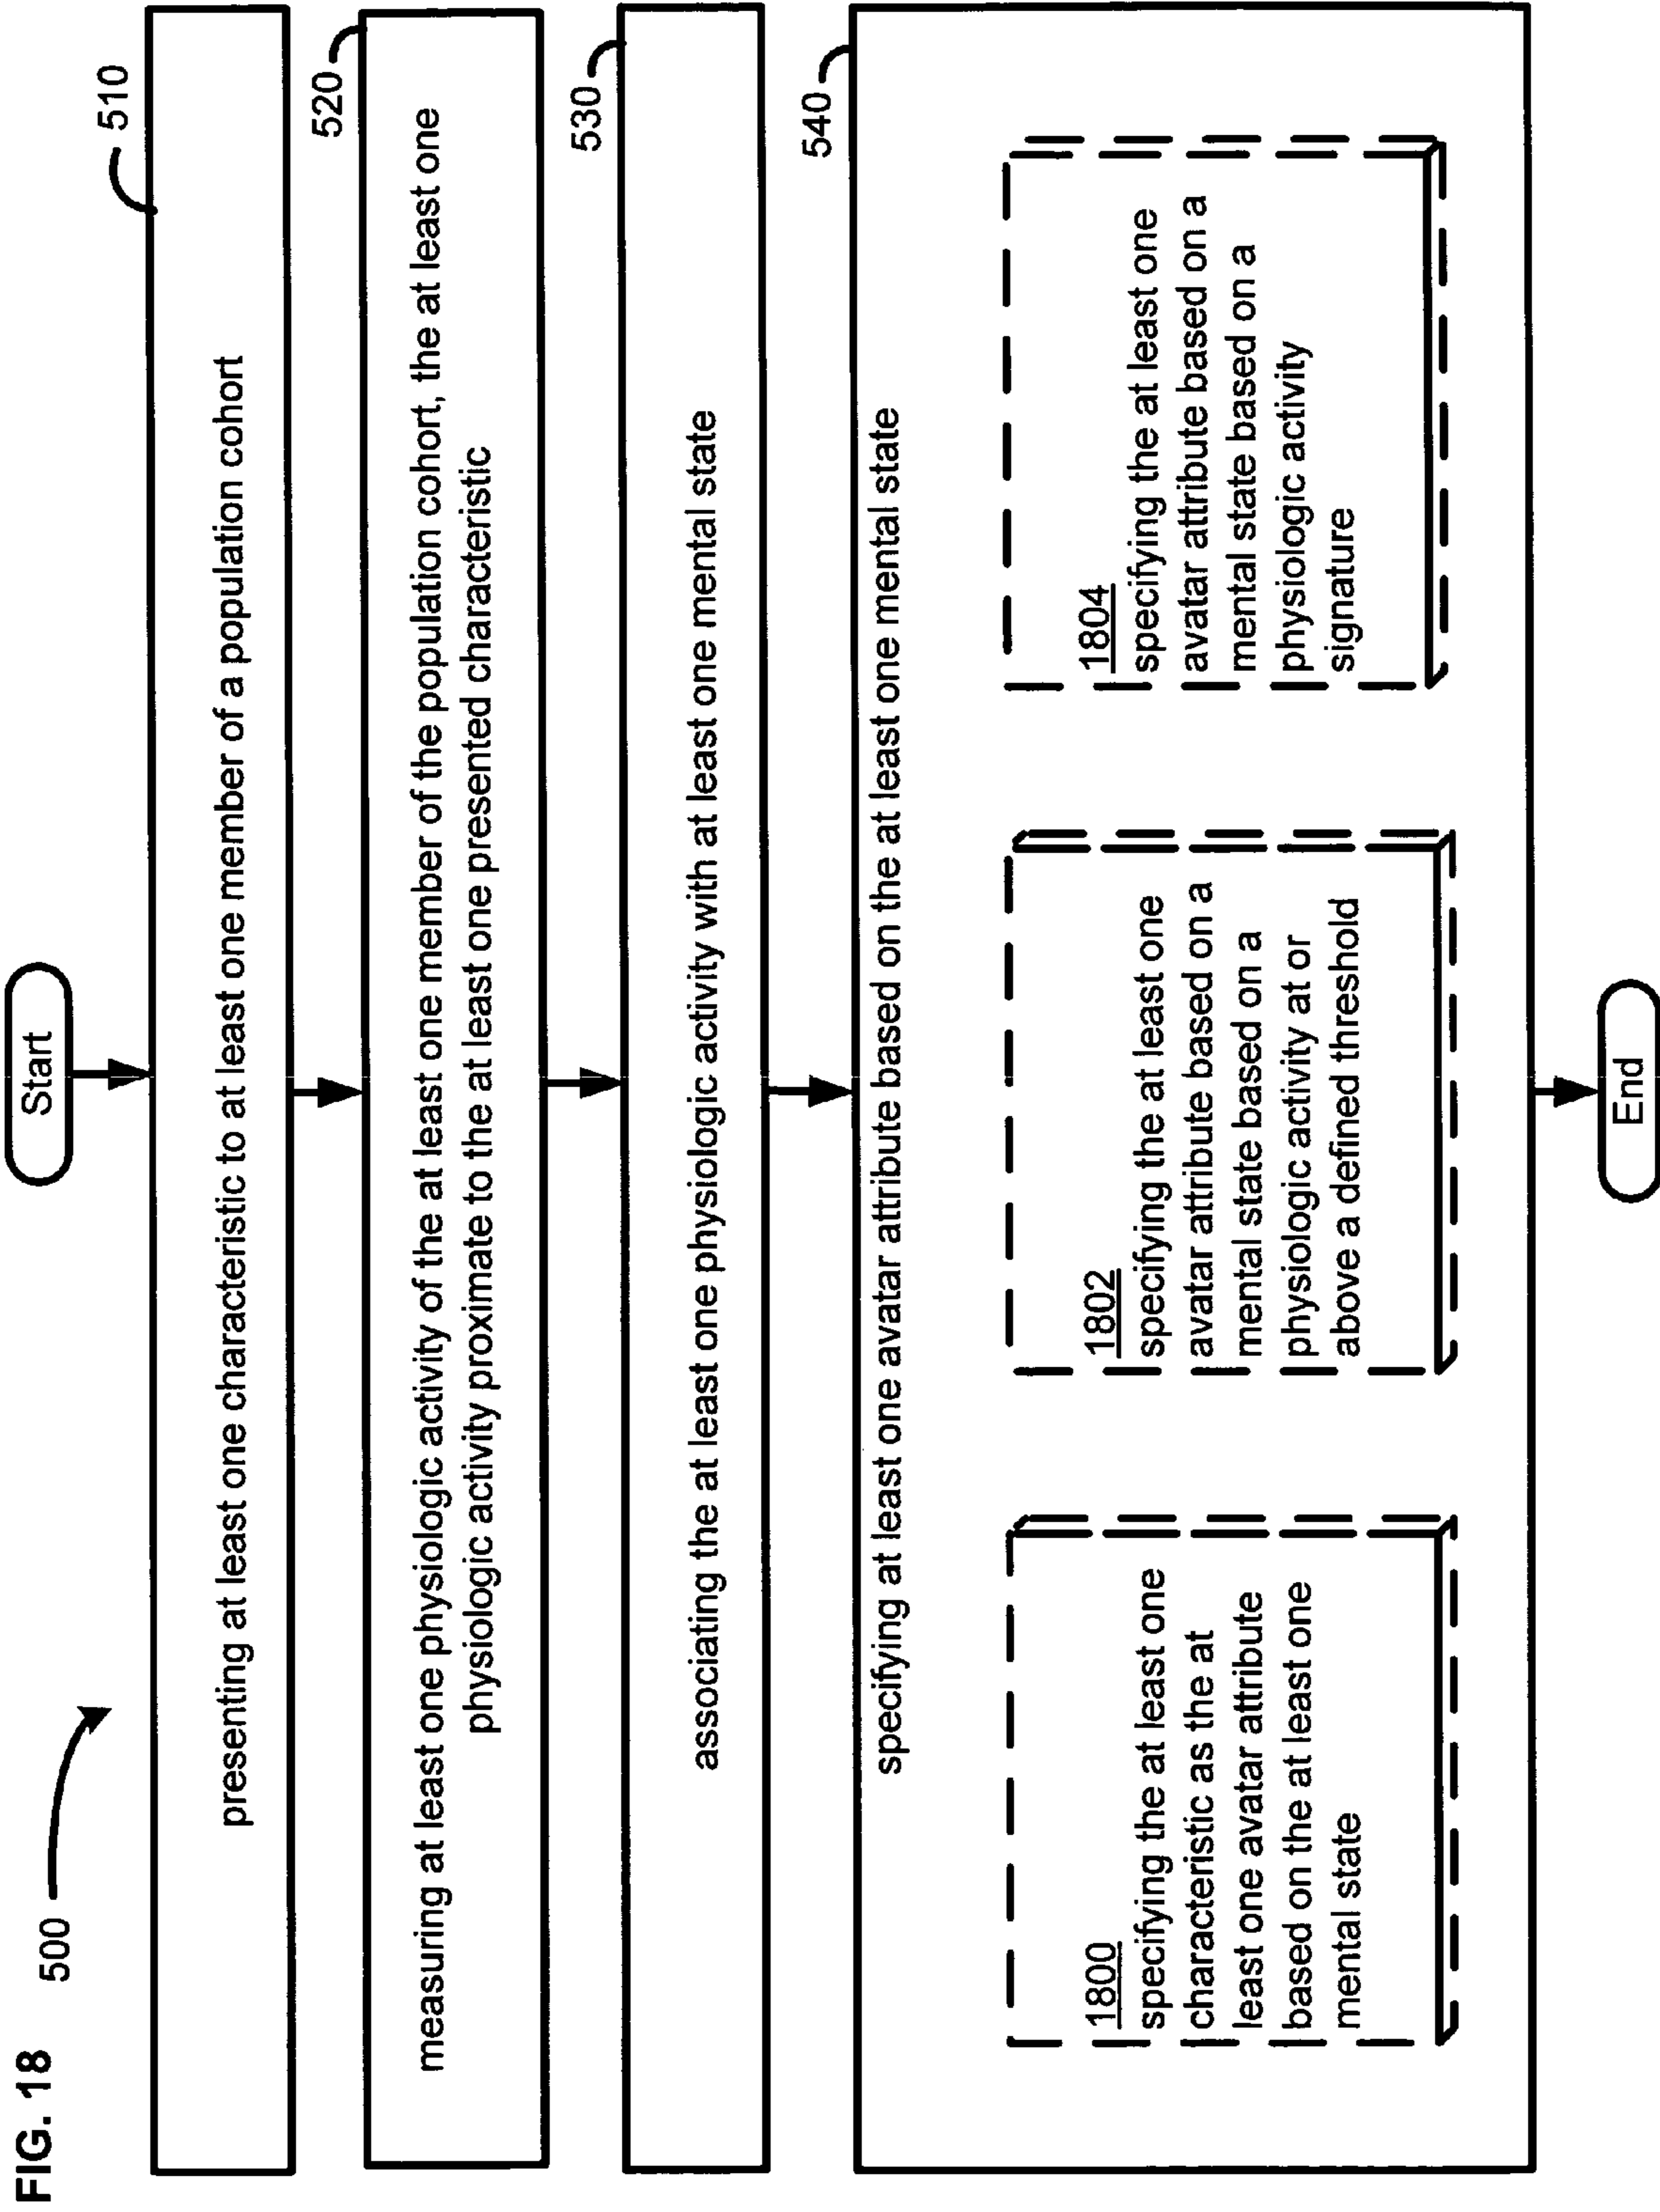 FIG. 18
500
Start
510
presenting at least one characteristic to at least one member of a population cohort
520
measuring at least one physiologic activity of the at least one member of the population cohort, the at least one
physiologic activity proximate to the at least one presented characteristic
530
associating the at least one physiologic activity with at least one mental state
540
specifying at least one avatar attribute based on the at least one mental state
1800
specifying the at least one
characteristic as the at
least one avatar attribute
based on the at least one
mental state
1802
specifying the at least one
avatar attribute based on a
mental state based on a
physiologic activity at or
above a defined threshold
1804
specifying the at least one
avatar attribute based on a
mental state based on a
physiologic activity
signature
End